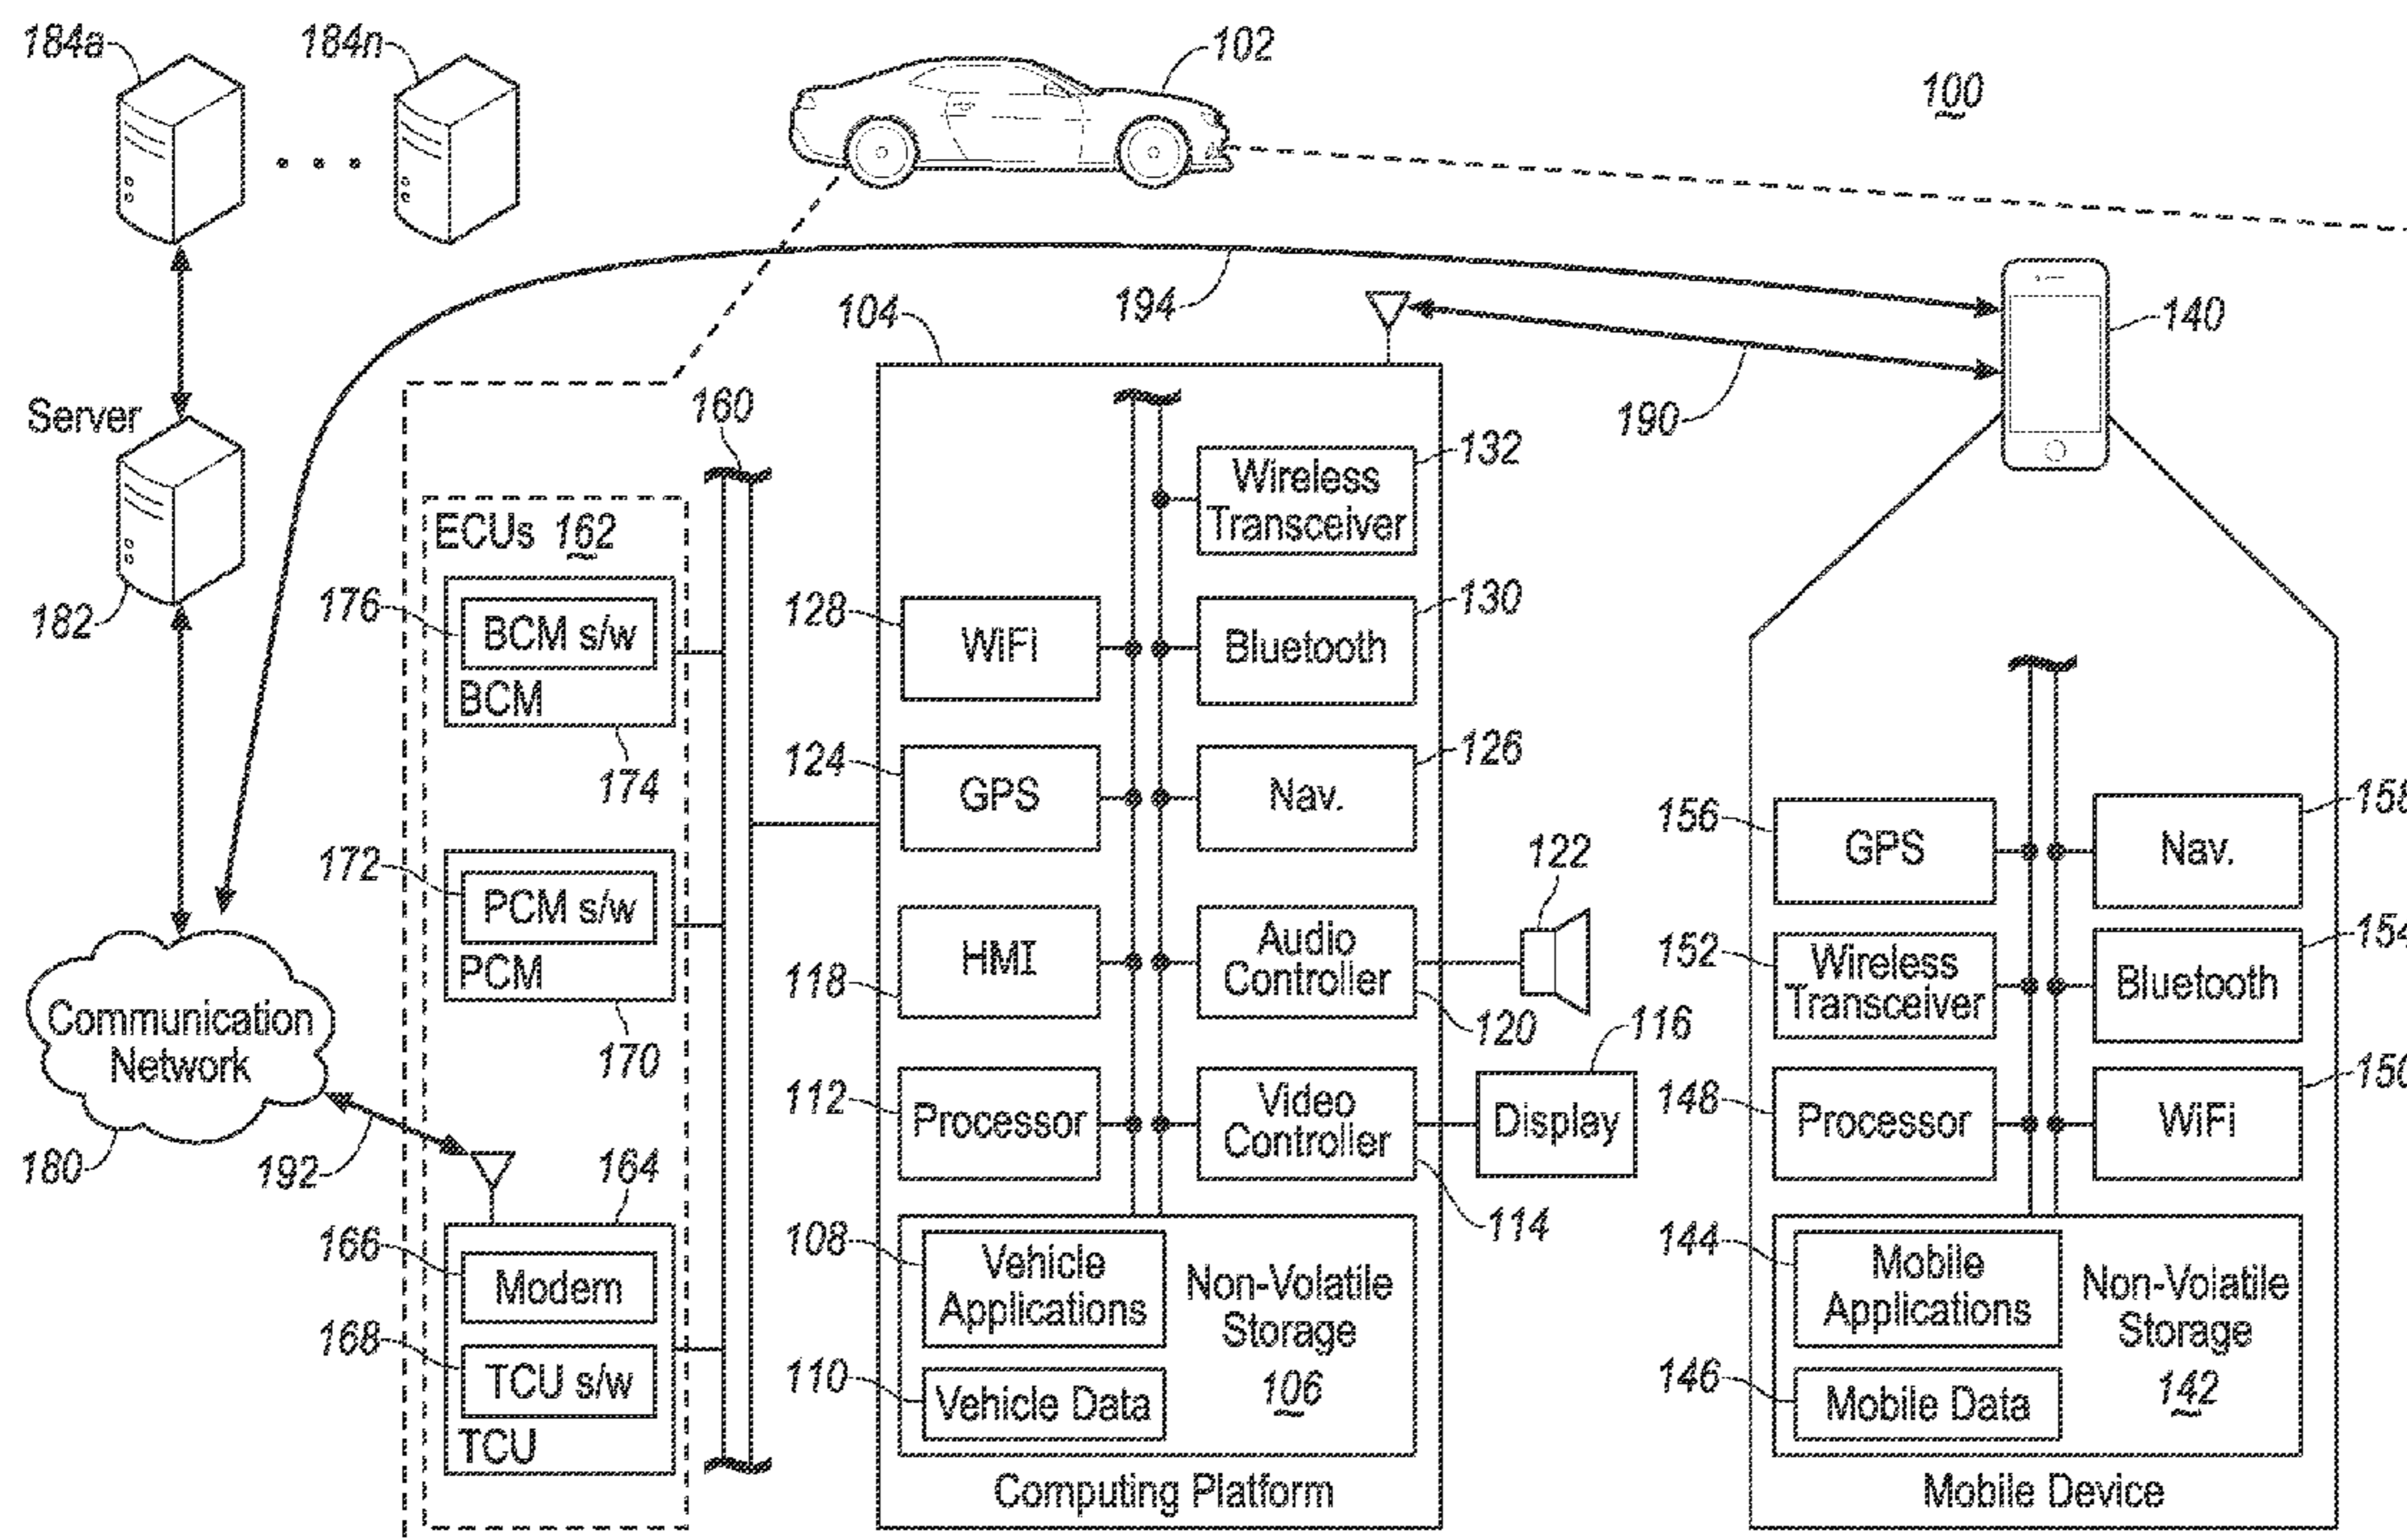 184a
184n
102
100
104
194
140
190
Server
182
160
ECUs 162
176
BCM s/w
BCM
174
172
PCM s/w
PCM
170
Communication
Network
180
192
164
166
Modem
168
TCU s/w
TCU
132
Wireless
Transceiver
128
WiFi
130
Bluetooth
124
GPS
126
Nav.
118
HMI
Audio
Controller
120
122
116
112
Processor
Video
Controller
114
Display
108
Vehicle
Applications
Non-Volatile
Storage
106
110
Vehicle Data
Computing Platform
156
GPS
158
Nav.
152
Wireless
Transceiver
154
Bluetooth
148
Processor
150
WiFi
144
Mobile
Applications
Non-Volatile
Storage
142
146
Mobile Data
Mobile Device